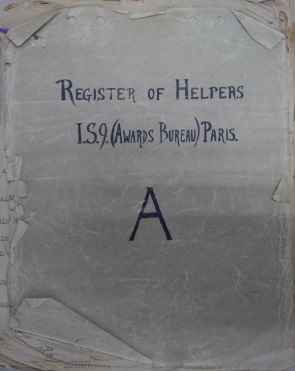 REGISTER OF HELPERS
I.S.9. (AWARDS BUREAU) PARIS.
A